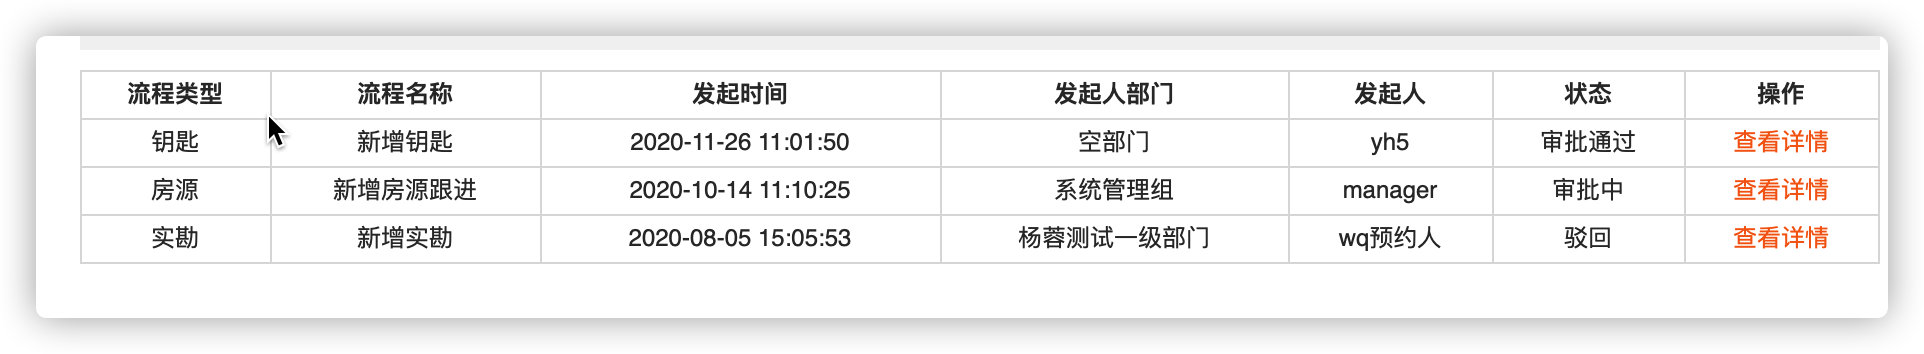 流程类型 流程名称 发起时间 发起人部门 发起人 状态 操作
钥匙 新增钥匙 2020-11-26 11:01:50 空部门 yh5 审批通过 查看详情
房源 新增房源跟进 2020-10-14 11:10:25 系统管理组 manager 审批中 查看详情
实勘 新增实勘 2020-08-05 15:05:53 杨蓉测试一级部门 wq预约人 驳回 查看详情